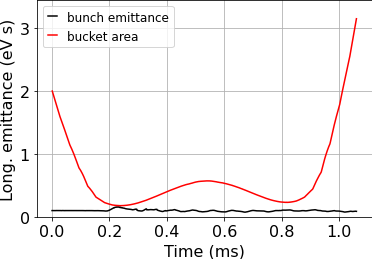 bunch emittance
bucket area
Long. emittance (eV s)
3
2
1
0
0.0 0.2 0.4 0.6 0.8 1.0
Time (ms)